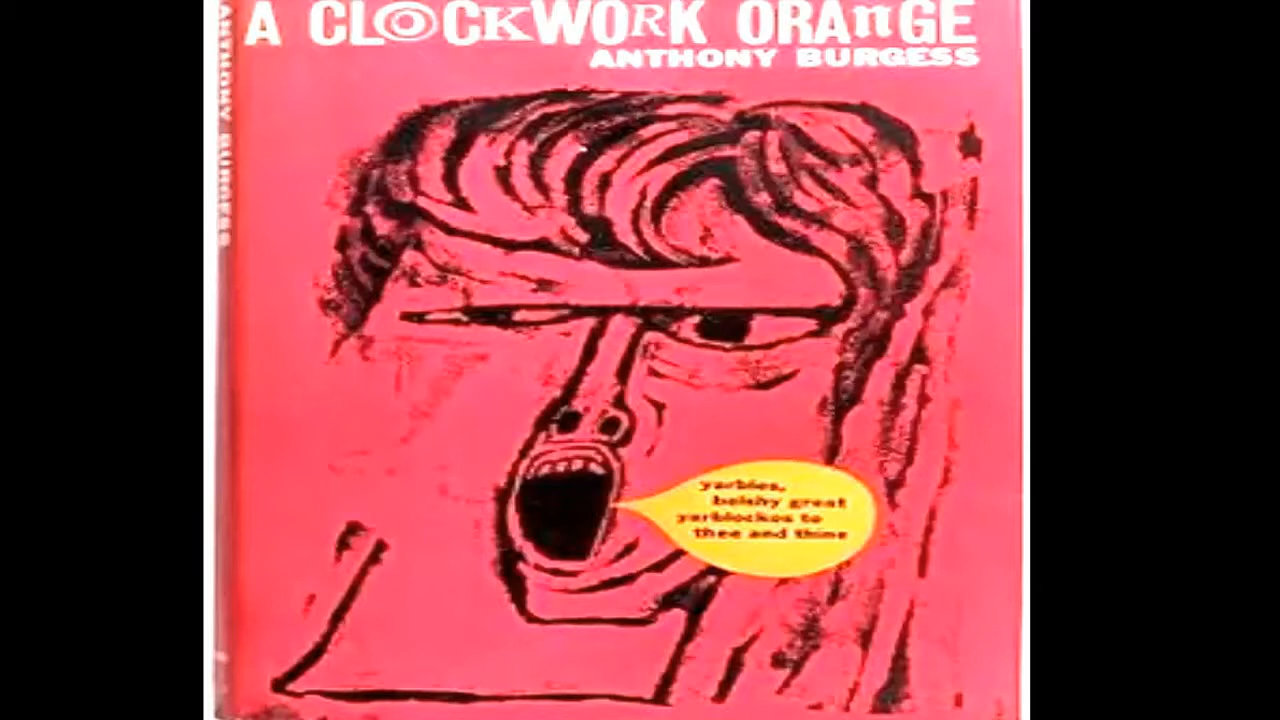 A CLOCKWORK ORAnGE
ANTHONY BURGESS
ANTHONY BURGESS
yarbles,
bolshy great
yarblockos to
thee and thine